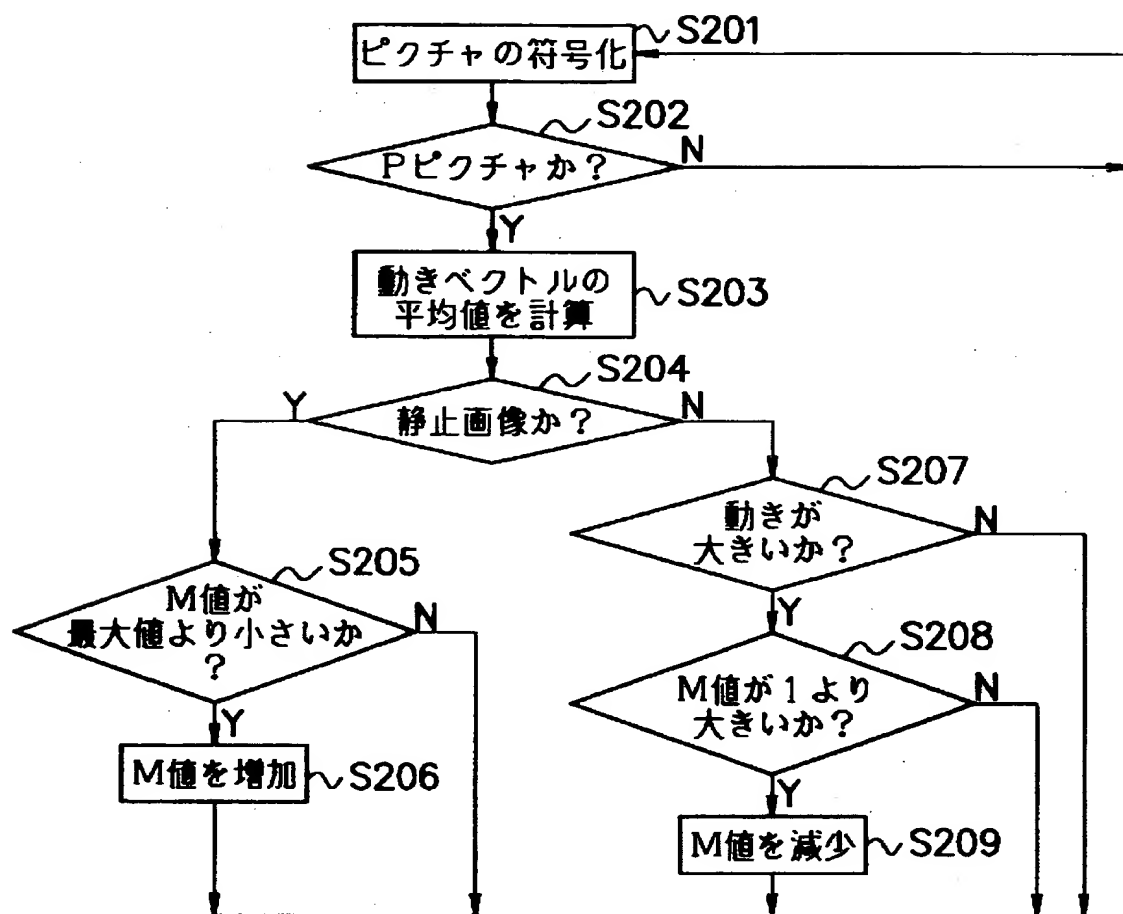 ピクチャの符号化
S201
S202
Pピクチャか?
N
Y
動きベクトルの
平均値を計算
S203
S204
Y
静止画像か?
N
S207
動きが
大きいか?
N
Y
S205
M値が
最大値より小さいか
?
N
Y
S208
M値が1より
大きいか?
N
Y
M値を増加
S206
M値を減少
S209